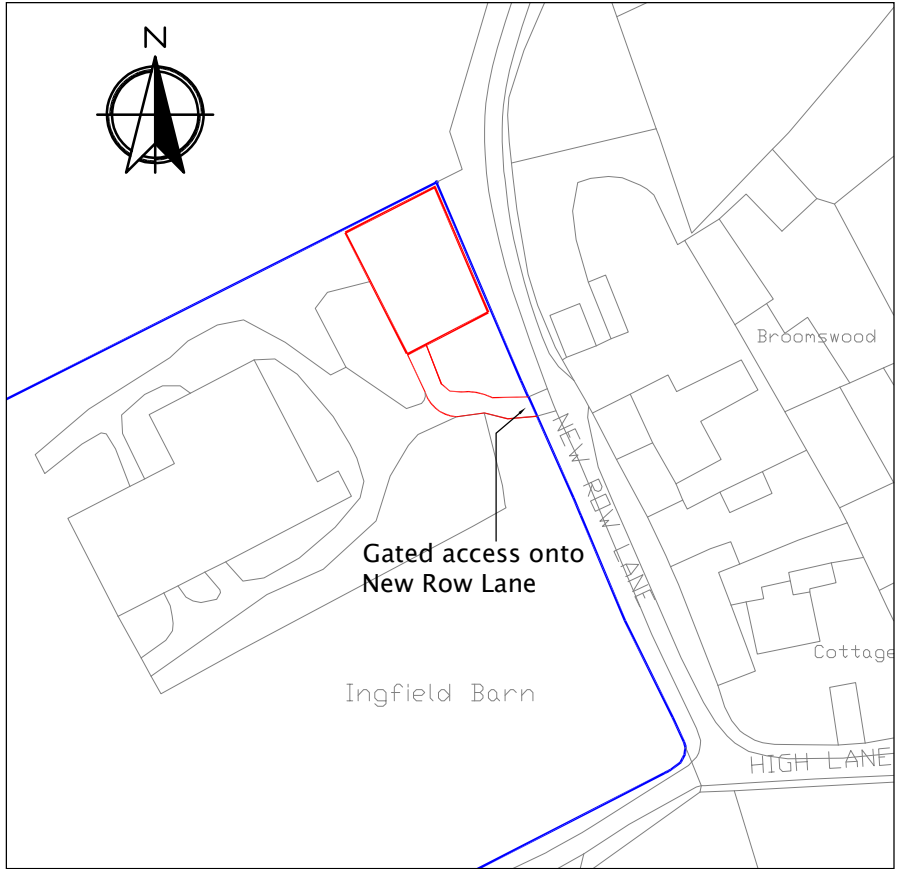 N
Broomswood
NEW ROW LANE
Gated access onto
New Row Lane
Cottage
Ingfield Barn
HIGH LANE